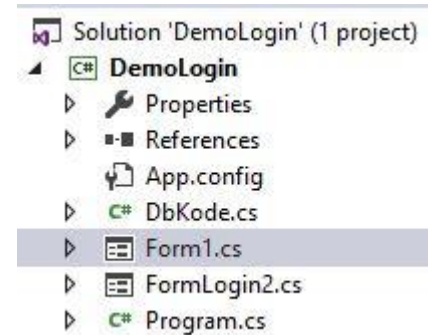 Solution 'DemoLogin' (1 project)
C# DemoLogin
Properties
References
App.config
C# DbKode.cs
Form1.cs
FormLogin2.cs
C# Program.cs